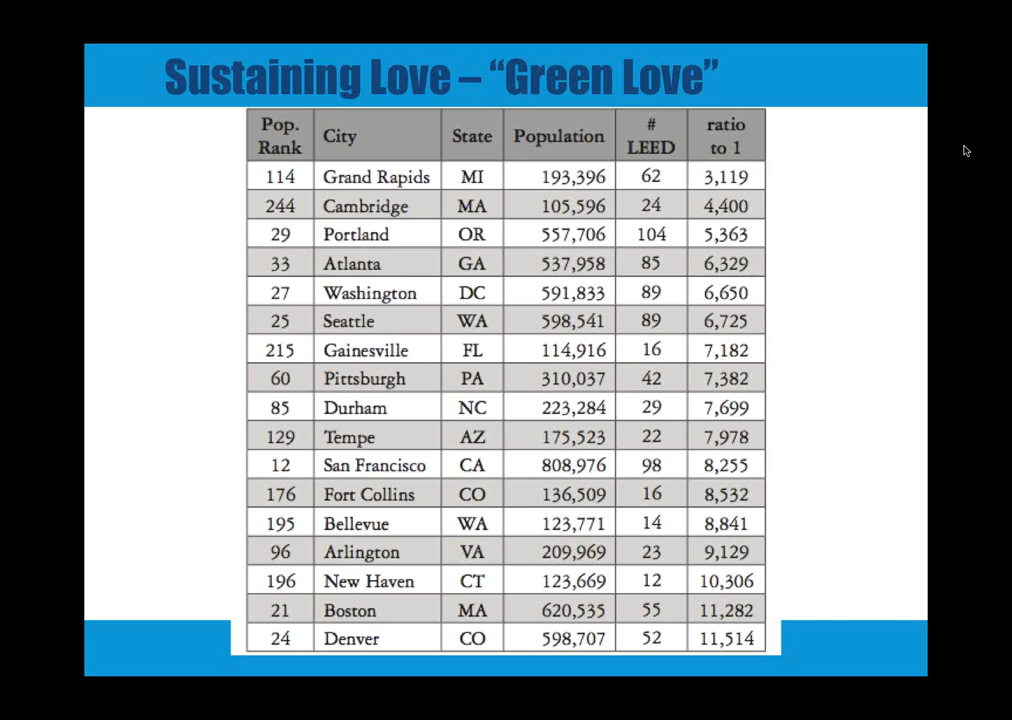 Sustaining Love – “Green Love”
Pop. Rank City State Population # LEED ratio to 1
114 Grand Rapids MI 193,396 62 3,119
244 Cambridge MA 105,596 24 4,400
29 Portland OR 557,706 104 5,363
33 Atlanta GA 537,958 85 6,329
27 Washington DC 591,833 89 6,650
25 Seattle WA 598,541 89 6,725
215 Gainesville FL 114,916 16 7,182
60 Pittsburgh PA 310,037 42 7,382
85 Durham NC 223,284 29 7,699
129 Tempe AZ 175,523 22 7,978
12 San Francisco CA 808,976 98 8,255
176 Fort Collins CO 136,509 16 8,532
195 Bellevue WA 123,771 14 8,841
96 Arlington VA 209,969 23 9,129
196 New Haven CT 123,669 12 10,306
21 Boston MA 620,535 55 11,282
24 Denver CO 598,707 52 11,514